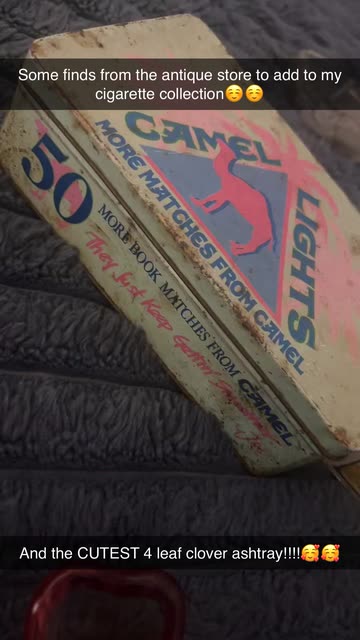 Some finds from the antique store to add to my
cigarette collection☺️☺️
CAMEL
LIGHTS
MORE MATCHES FROM CAMEL
50
MORE BOOK MATCHES FROM CAMEL
They Just Keep Gettin
And the CUTEST 4 leaf clover ashtray!!!!🥰🥰